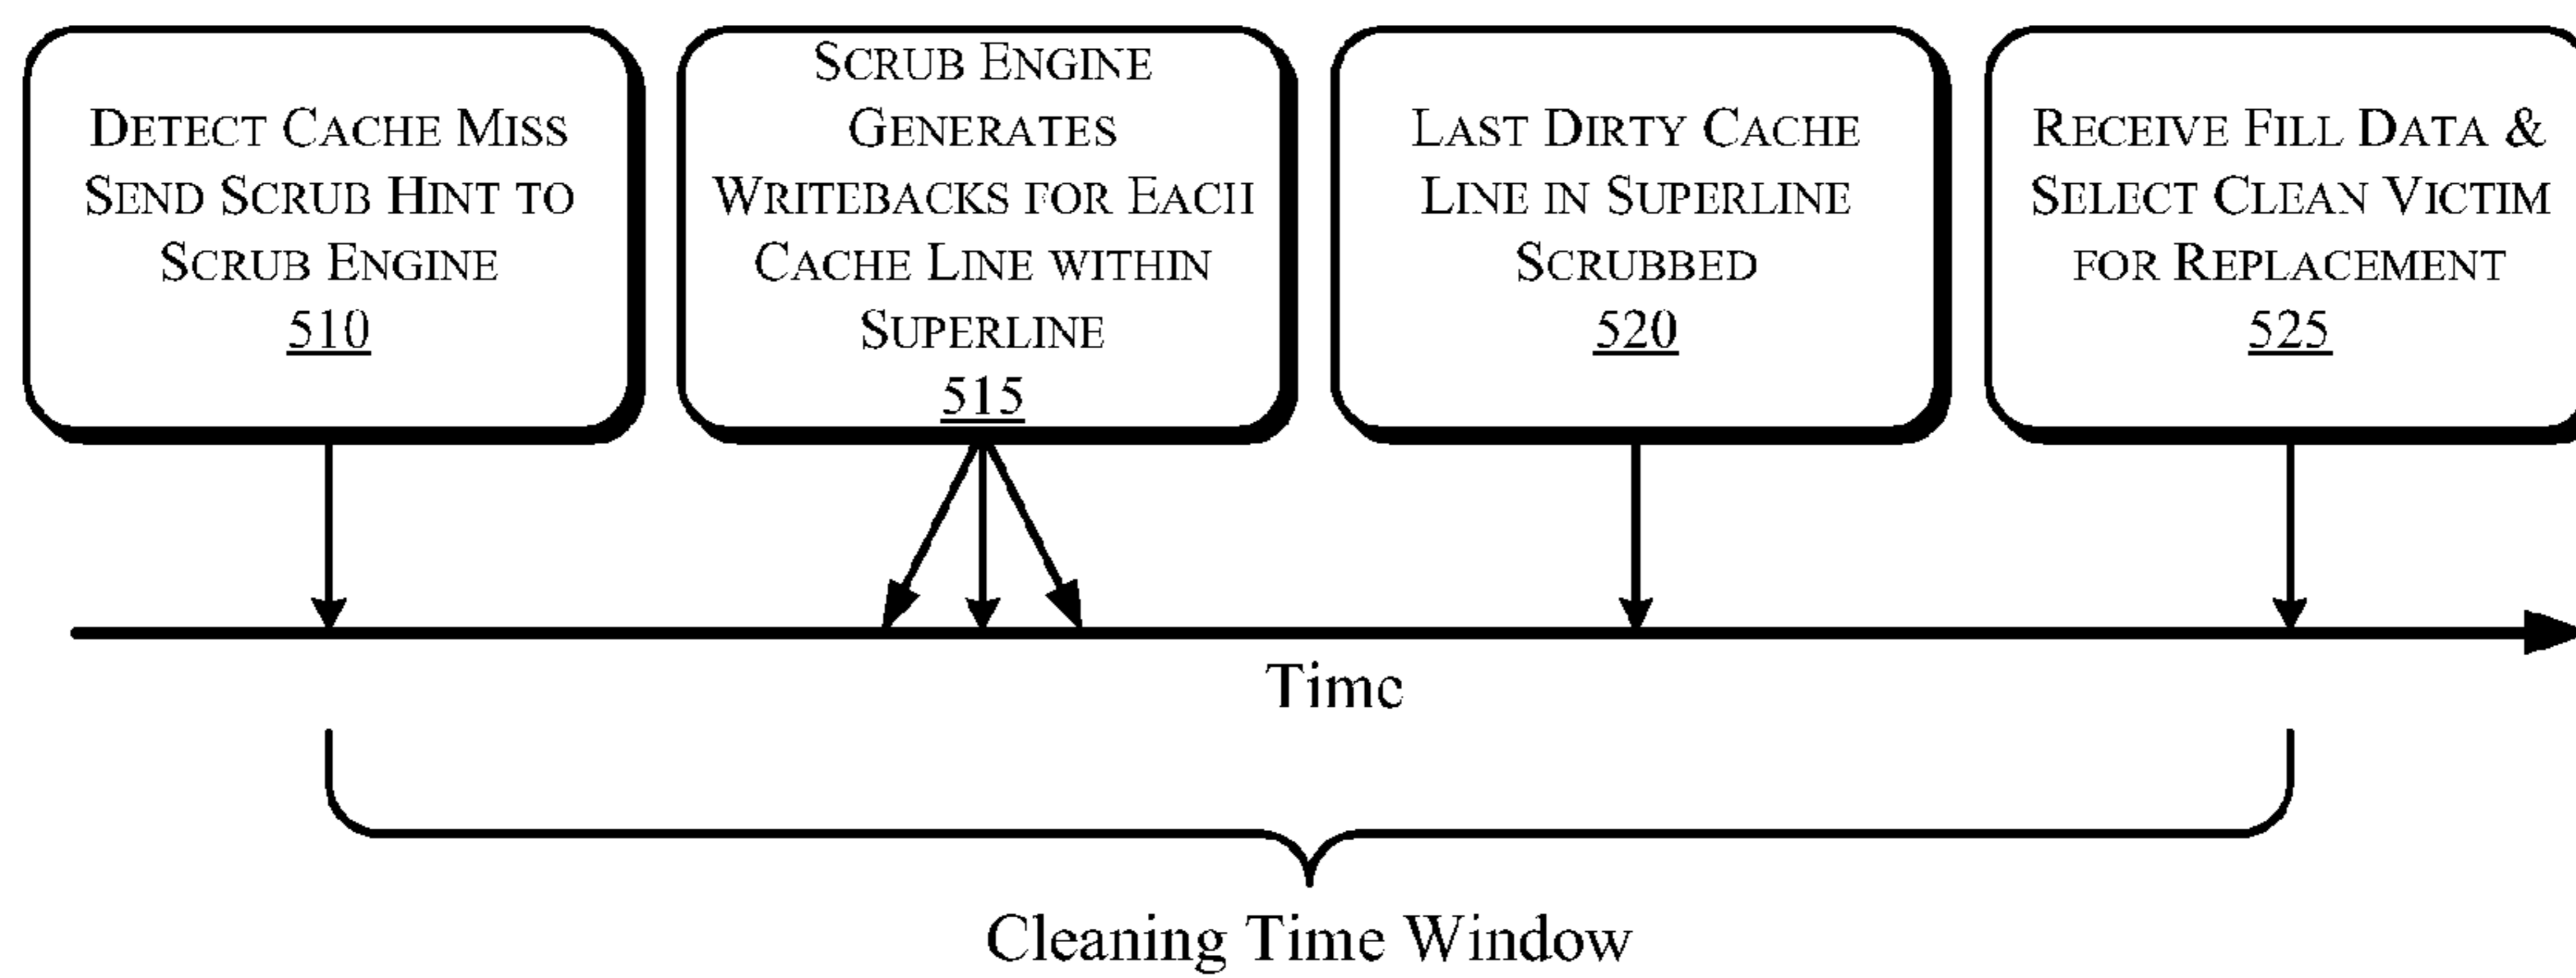 DETECT CACHE MISS
SEND SCRUB HINT TO
SCRUB ENGINE
510
SCRUB ENGINE
GENERATES
WRITEBACKS FOR EACH
CACHE LINE WITHIN
SUPERLINE
515
LAST DIRTY CACHE
LINE IN SUPERLINE
SCRUBBED
520
RECEIVE FILL DATA &
SELECT CLEAN VICTIM
FOR REPLACEMENT
525
Time
Cleaning Time Window